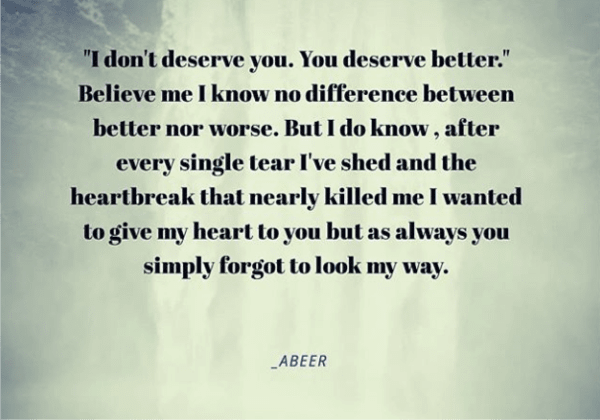 "I don't deserve you. You deserve better."
Believe me I know no difference between
better nor worse. But I do know , after
every single tear I've shed and the
heartbreak that nearly killed me I wanted
to give my heart to you but as always you
simply forgot to look my way.
_ABEER